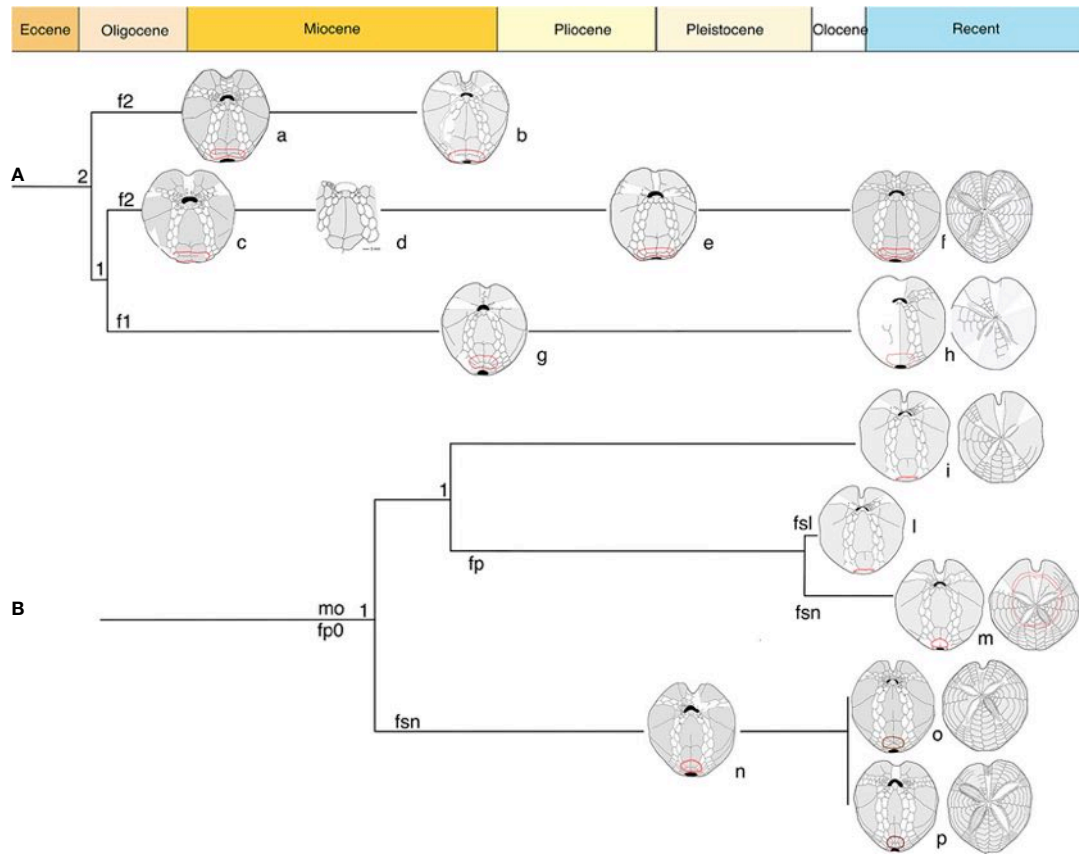 Eocene Oligocene Miocene Pliocene Pleistocene Olocene Recent
f2
a b
A
2
f2
c d e f
1
f1
g h
i
1
fsl l
fp
B
mo 1
fp0
fsn
m
fsn
n o
p